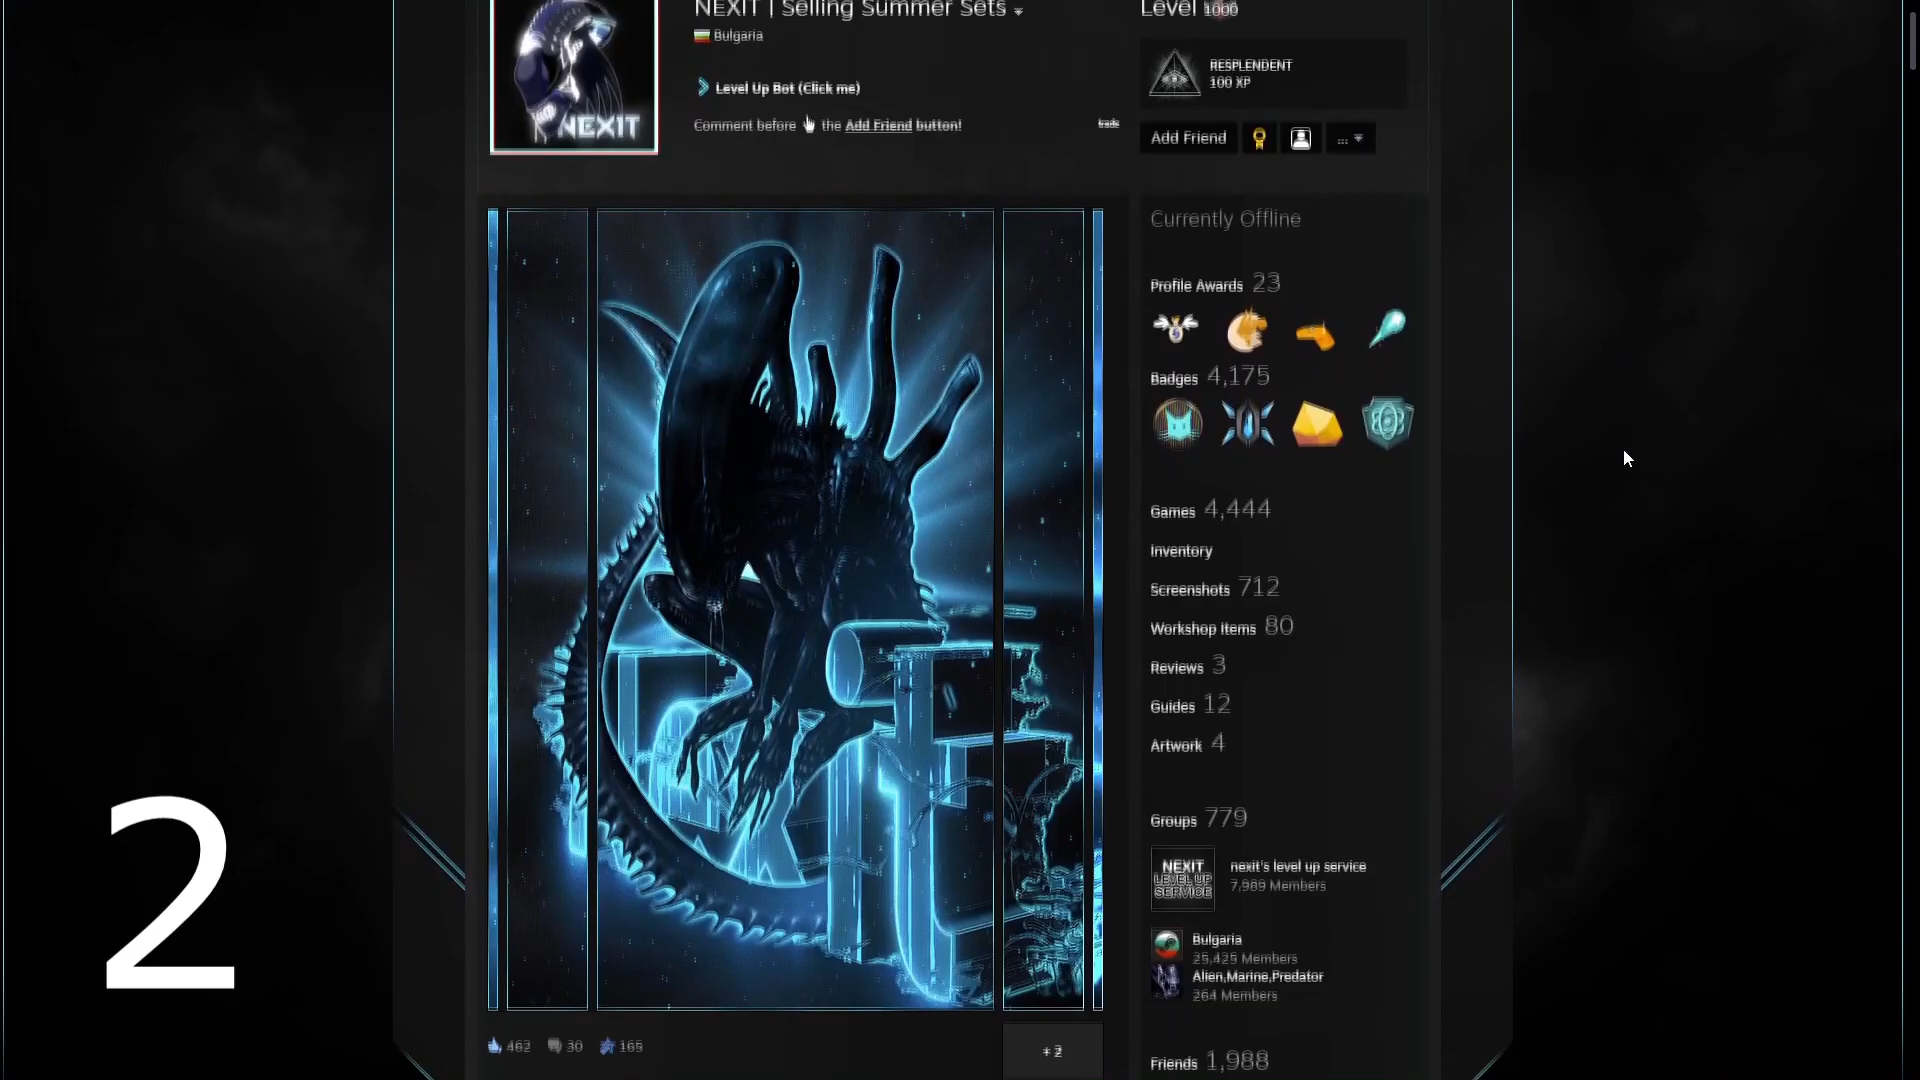 NEXIT | Selling Summer Sets
Level 1000
Bulgaria
RESPLENDENT
100 XP
Level Up Bot (Click me)
Comment before the Add Friend button!
trade
Add Friend
...
NEXIT
Currently Offline
Profile Awards 23
Badges 4,175
Games 4,444
Inventory
Screenshots 712
Workshop Items 80
Reviews 3
Guides 12
Artwork 4
Groups 779
NEXIT
LEVEL UP
SERVICE
nexit's level up service
7,989 Members
Bulgaria
25,425 Members
Alien,Marine,Predator
264 Members
Friends 1,988
462 30 165
+2
2